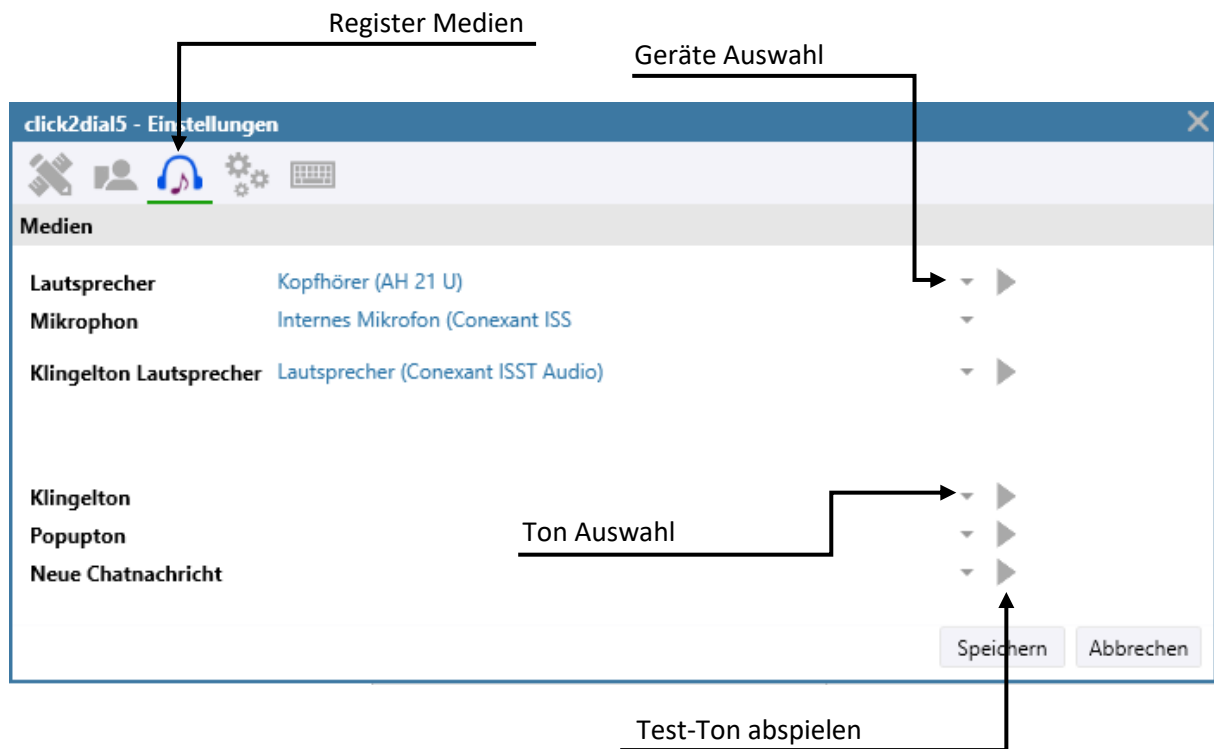 Register Medien
Geräte Auswahl
click2dial5 - Einstellungen
Medien
Lautsprecher Kopfhörer (AH 21 U)
Mikrophon Internes Mikrofon (Conexant ISS
Klingelton Lautsprecher Lautsprecher (Conexant ISST Audio)
Klingelton
Ton Auswahl
Popupton
Neue Chatnachricht
Speichern Abbrechen
Test-Ton abspielen